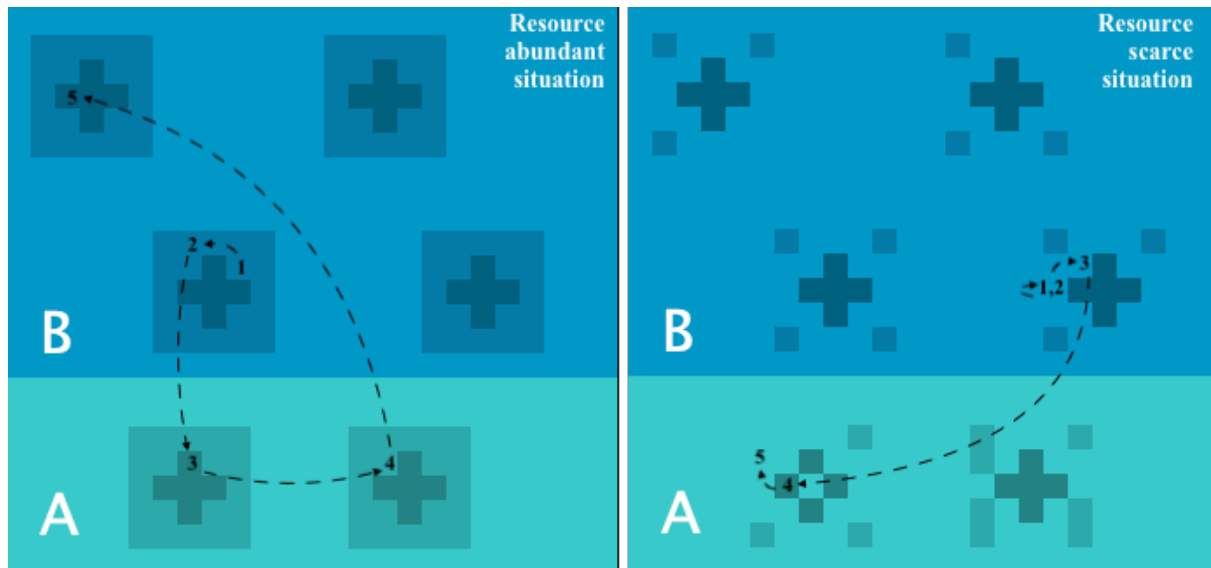 Resource
abundant
situation
5
2
1
B
3
4
A
Resource
scarce
situation
3
1,2
B
5
4
A